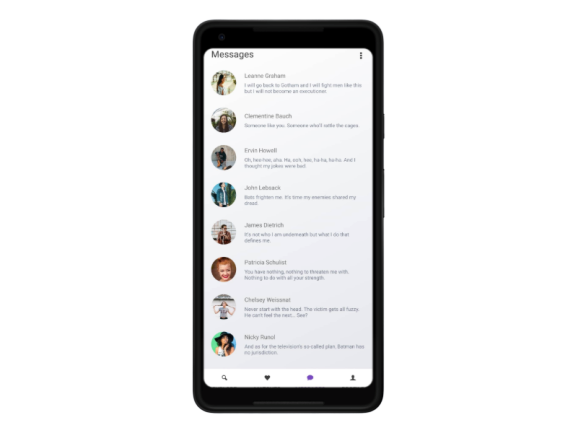 Messages
Leanne Graham
I will go back to Gotham and I will fight men like this
but I will not become an executioner.
Clementine Bauch
Someone like you. Someone who'll rattle the cages.
Ervin Howell
Oh, hee-hee, aha. Ha, ooh, hee, ha-ha, ha-ha. And I
thought my jokes were bad.
John Lebsack
Bats frighten me. It's time my enemies shared my
dread.
James Dietrich
It's not who I am underneath but what I do that
defines me.
Patricia Schulist
You have nothing, nothing to threaten me with.
Nothing to do with all your strength.
Chelsey Weissnat
Never start with the head. The victim gets all fuzzy.
He can't feel the next... See?
Nicky Runol
And as for the television's so-called plan, Batman has
no jurisdiction.